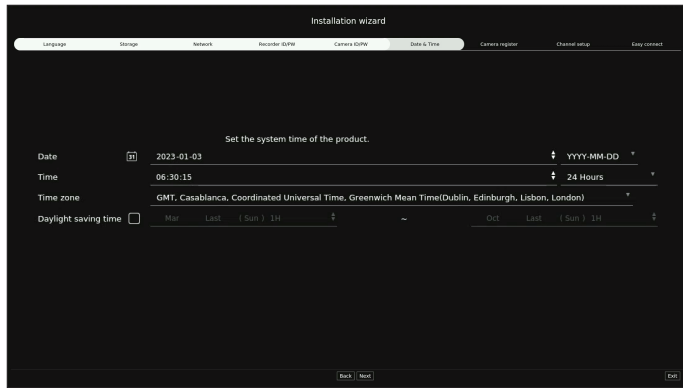 Installation wizard
Language Storage Network Recorder ID/PW Camera ID/PW Date & Time Camera register Channel setup Easy connect
Set the system time of the product.
Date 31 2023-01-03 YYYY-MM-DD
Time 06:30:15 24 Hours
Time zone GMT, Casablanca, Coordinated Universal Time, Greenwich Mean Time(Dublin, Edinburgh, Lisbon, London)
Daylight saving time Mar Last ( Sun ) 1H ~ Oct Last ( Sun ) 1H
Back Next Exit